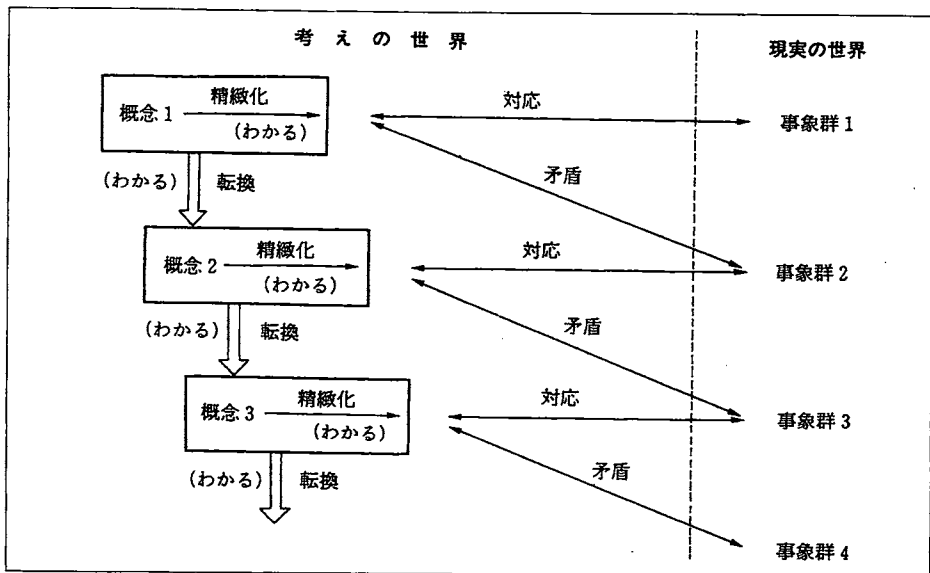 考えの世界
現実の世界
精緻化
概念1
(わかる)
対応
事象群1
(わかる)
転換
矛盾
精緻化
概念2
(わかる)
対応
事象群2
(わかる)
転換
矛盾
精緻化
概念3
(わかる)
対応
事象群3
(わかる)
転換
矛盾
事象群4